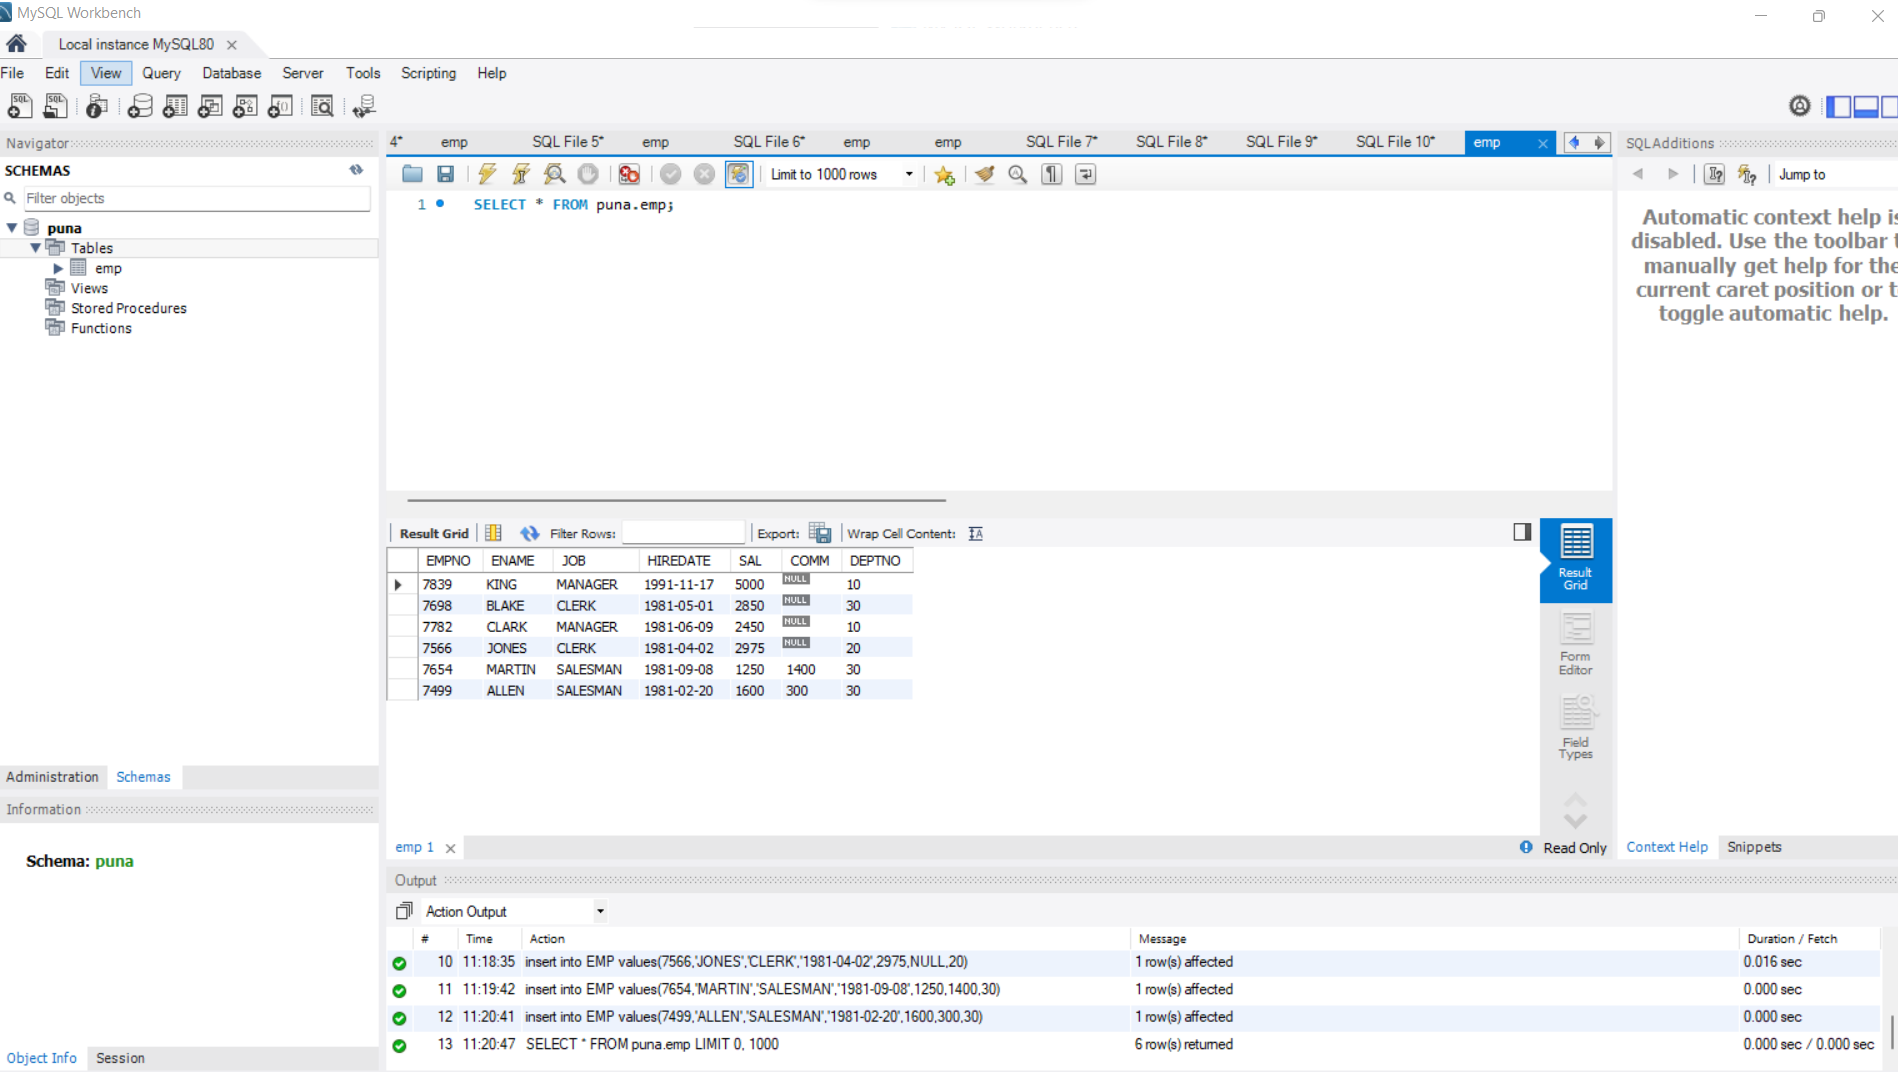 MySQL Workbench
Local instance MySQL80
File Edit View Query Database Server Tools Scripting Help
Navigator
SCHEMAS
Filter objects
puna
Tables
emp
Views
Stored Procedures
Functions
Administration Schemas
Information
Schema: puna
Object Info Session
4* emp SQL File 5* emp SQL File 6* emp emp SQL File 7* SQL File 8* SQL File 9* SQL File 10* emp
Limit to 1000 rows
1 SELECT * FROM puna.emp;
Result Grid Filter Rows: Export: Wrap Cell Content:
EMPNO ENAME JOB HIREDATE SAL COMM DEPTNO
7839 KING MANAGER 1991-11-17 5000 NULL 10
7698 BLAKE CLERK 1981-05-01 2850 NULL 30
7782 CLARK MANAGER 1981-06-09 2450 NULL 10
7566 JONES CLERK 1981-04-02 2975 NULL 20
7654 MARTIN SALESMAN 1981-09-08 1250 1400 30
7499 ALLEN SALESMAN 1981-02-20 1600 300 30
Result
Grid
Form
Editor
Field
Types
emp 1
Read Only
SQLAdditions
Jump to
Automatic context help is
disabled. Use the toolbar t
manually get help for the
current caret position or t
toggle automatic help.
Context Help Snippets
Output
Action Output
# Time Action Message Duration / Fetch
10 11:18:35 insert into EMP values(7566,'JONES','CLERK','1981-04-02',2975,NULL,20) 1 row(s) affected 0.016 sec
11 11:19:42 insert into EMP values(7654,'MARTIN','SALESMAN','1981-09-08',1250,1400,30) 1 row(s) affected 0.000 sec
12 11:20:41 insert into EMP values(7499,'ALLEN','SALESMAN','1981-02-20',1600,300,30) 1 row(s) affected 0.000 sec
13 11:20:47 SELECT * FROM puna.emp LIMIT 0, 1000 6 row(s) returned 0.000 sec / 0.000 sec